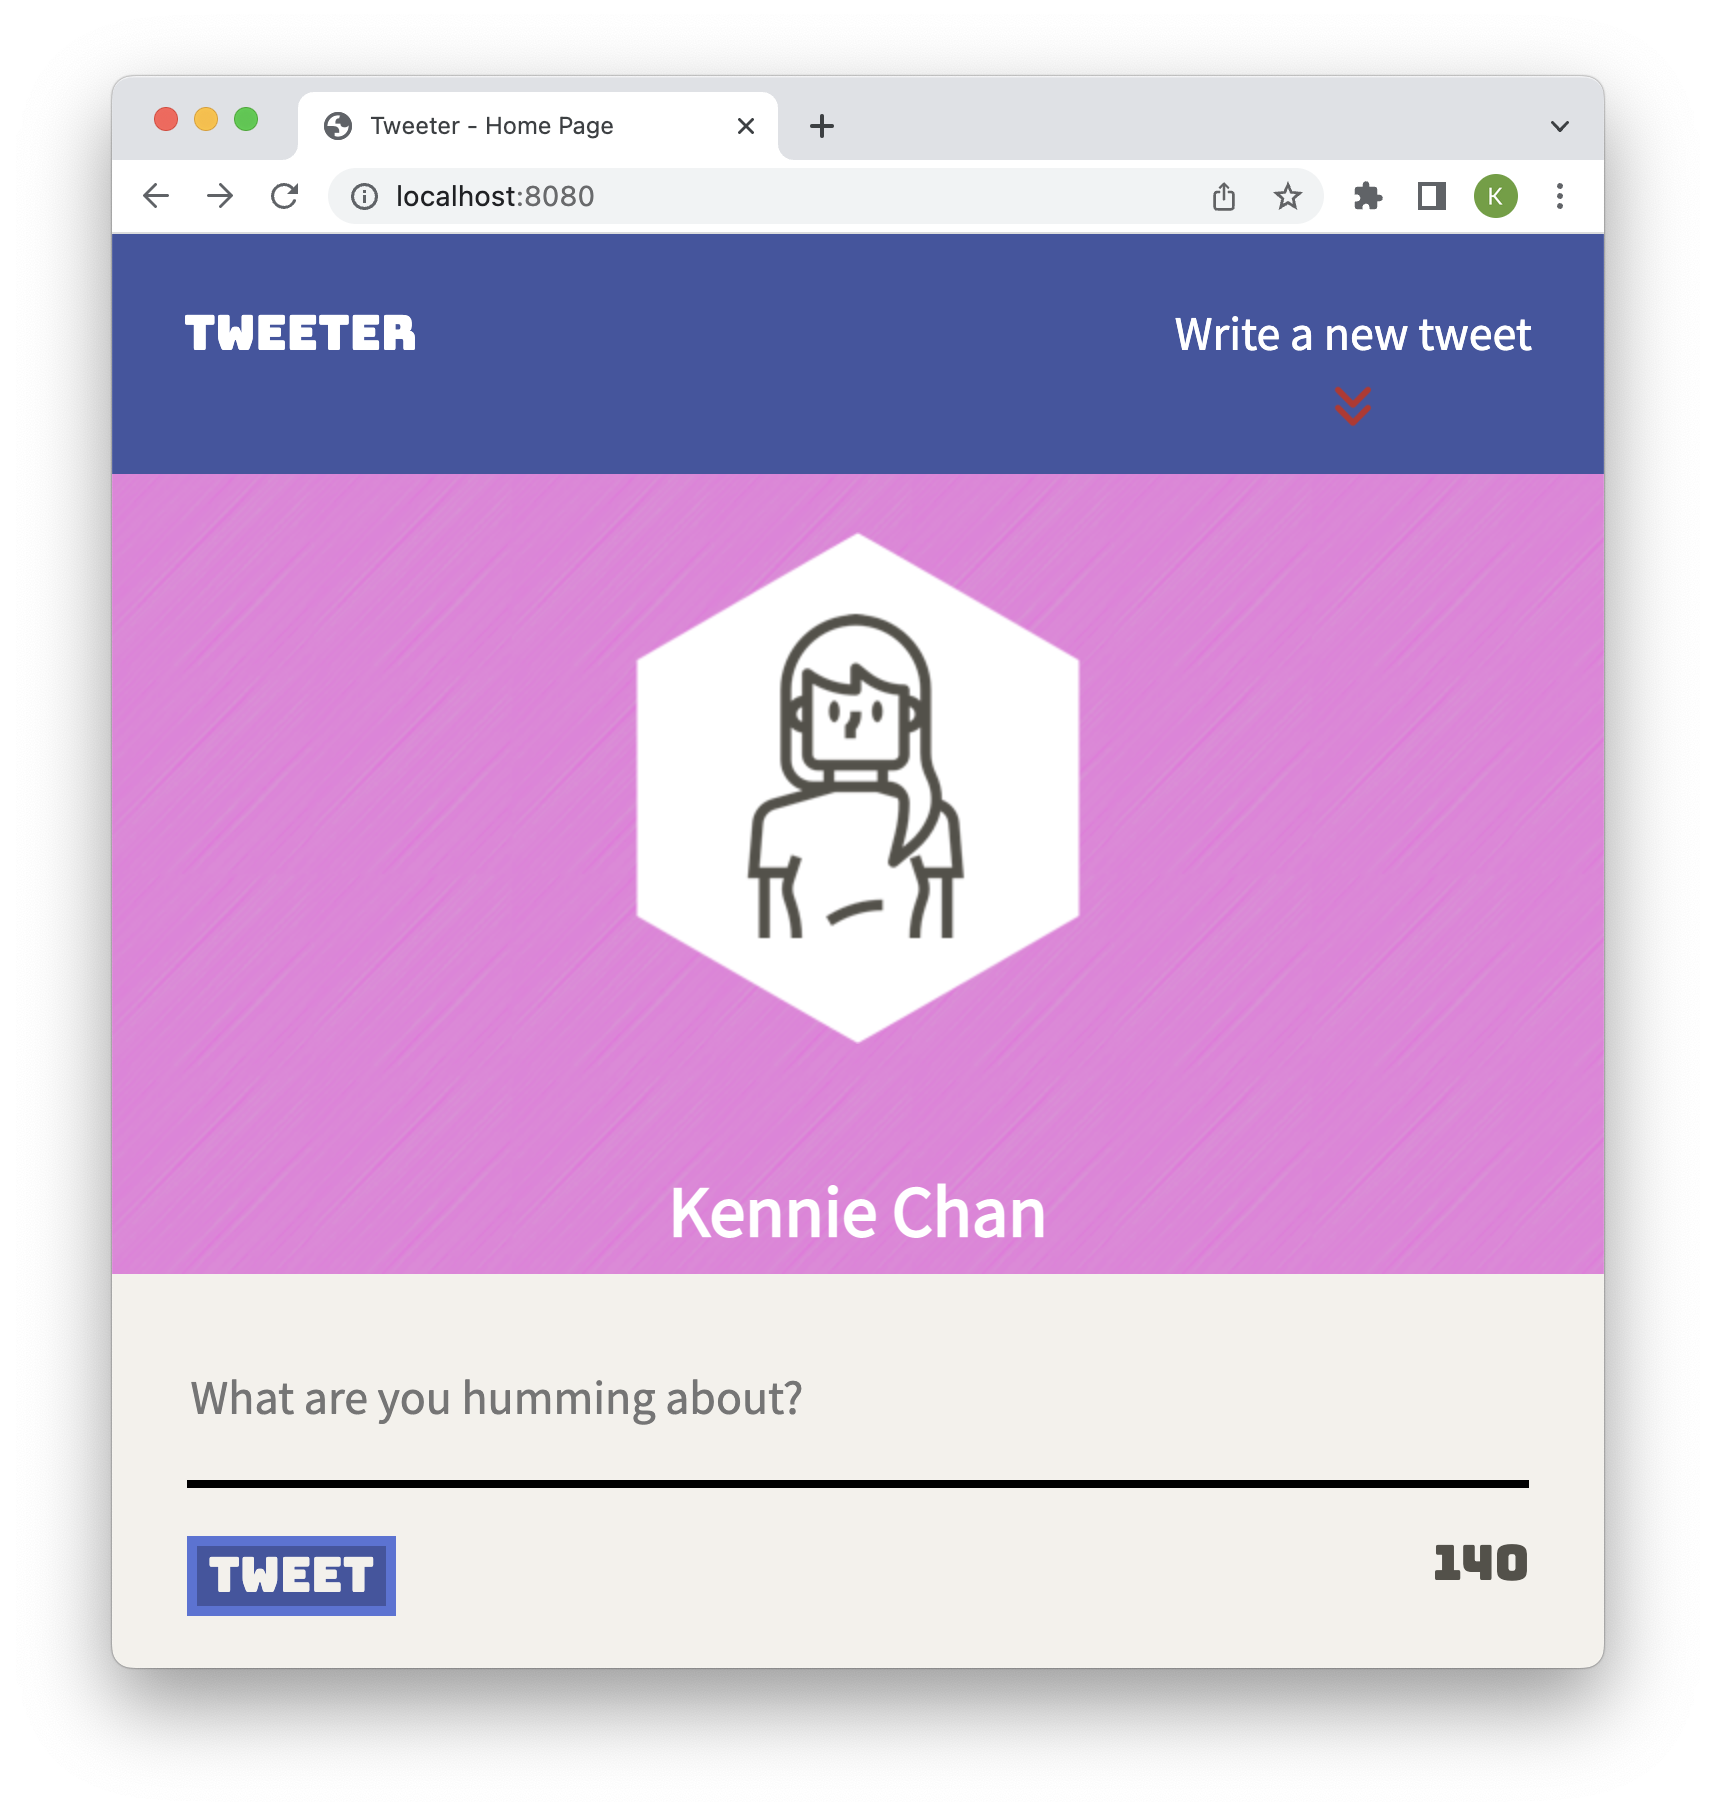 Tweeter - Home Page
localhost:8080
K
TWEETER
Write a new tweet
Kennie Chan
What are you humming about?
TWEET
140